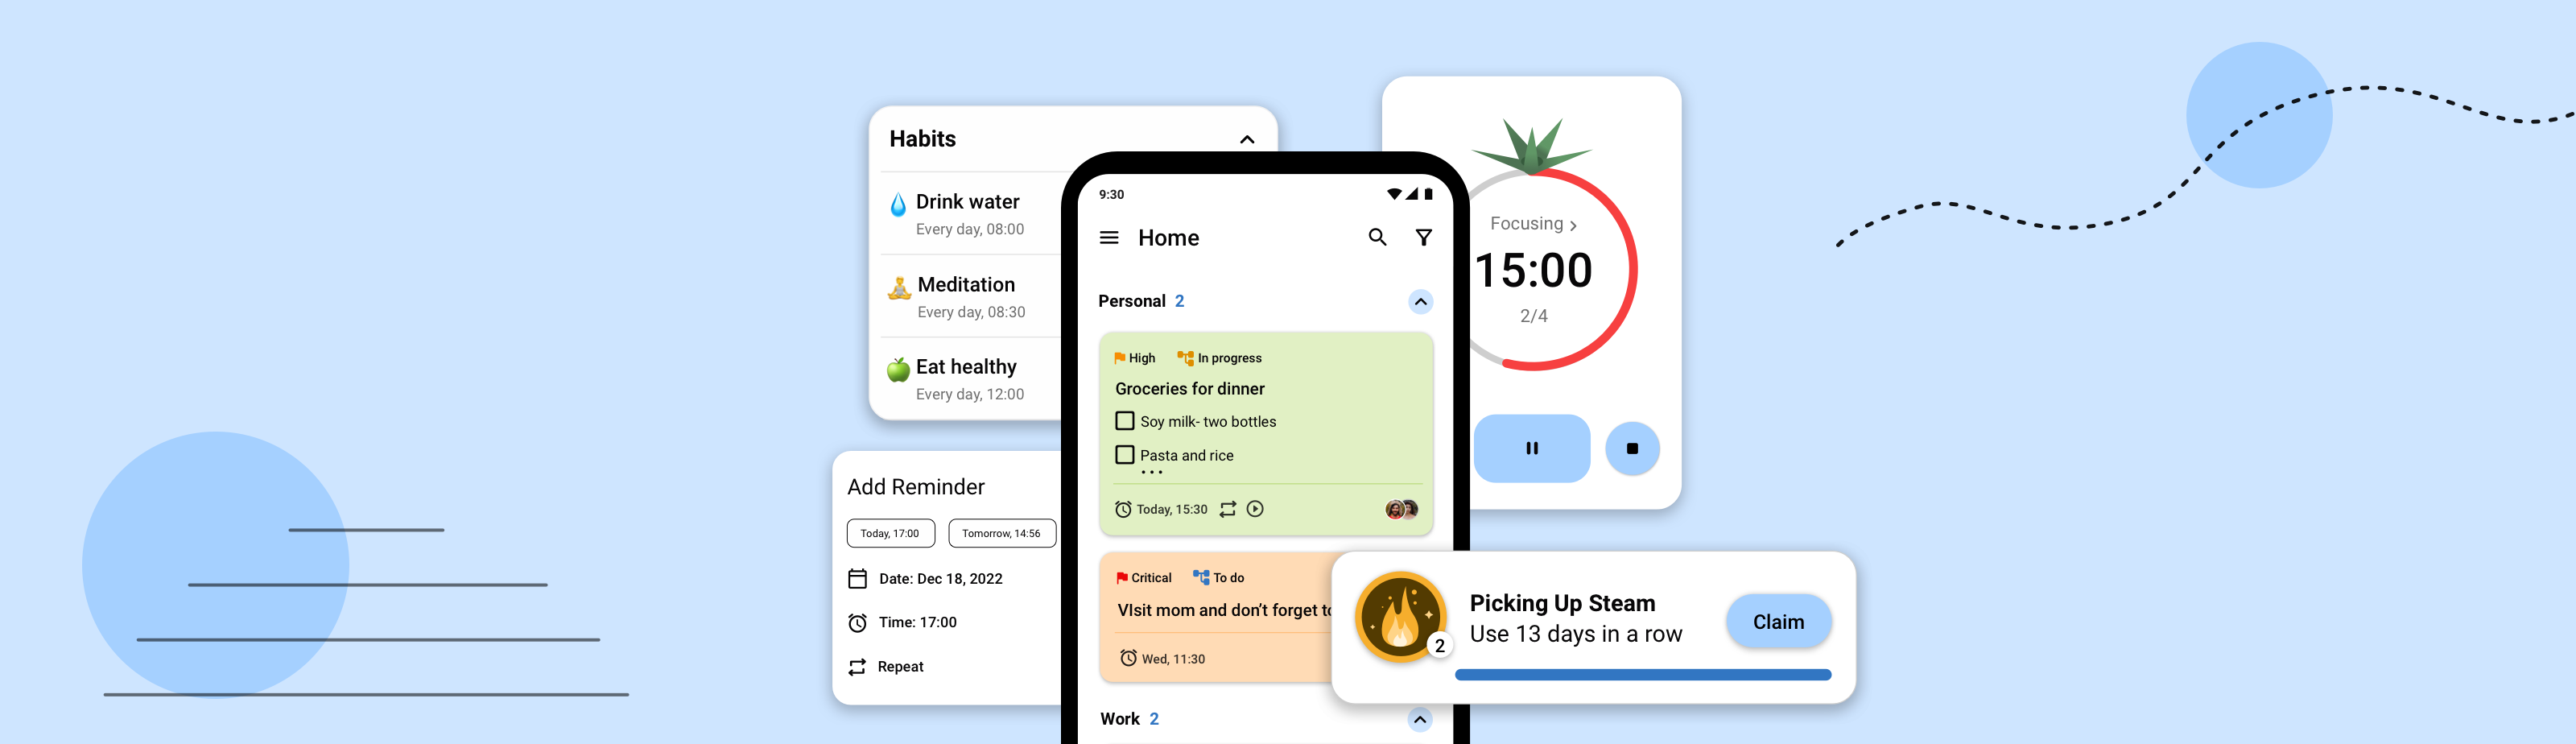 Habits
Drink water
Every day, 08:00
Meditation
Every day, 08:30
Eat healthy
Every day, 12:00
Add Reminder
Today, 17:00
Tomorrow, 14:56
Date: Dec 18, 2022
Time: 17:00
Repeat
9:30
Home
Personal 2
High In progress
Groceries for dinner
Soy milk- two bottles
Pasta and rice
...
Today, 15:30
Critical To do
VIsit mom and don’t forget to
Wed, 11:30
Work 2
Focusing >
15:00
2/4
Picking Up Steam
Use 13 days in a row
2
Claim